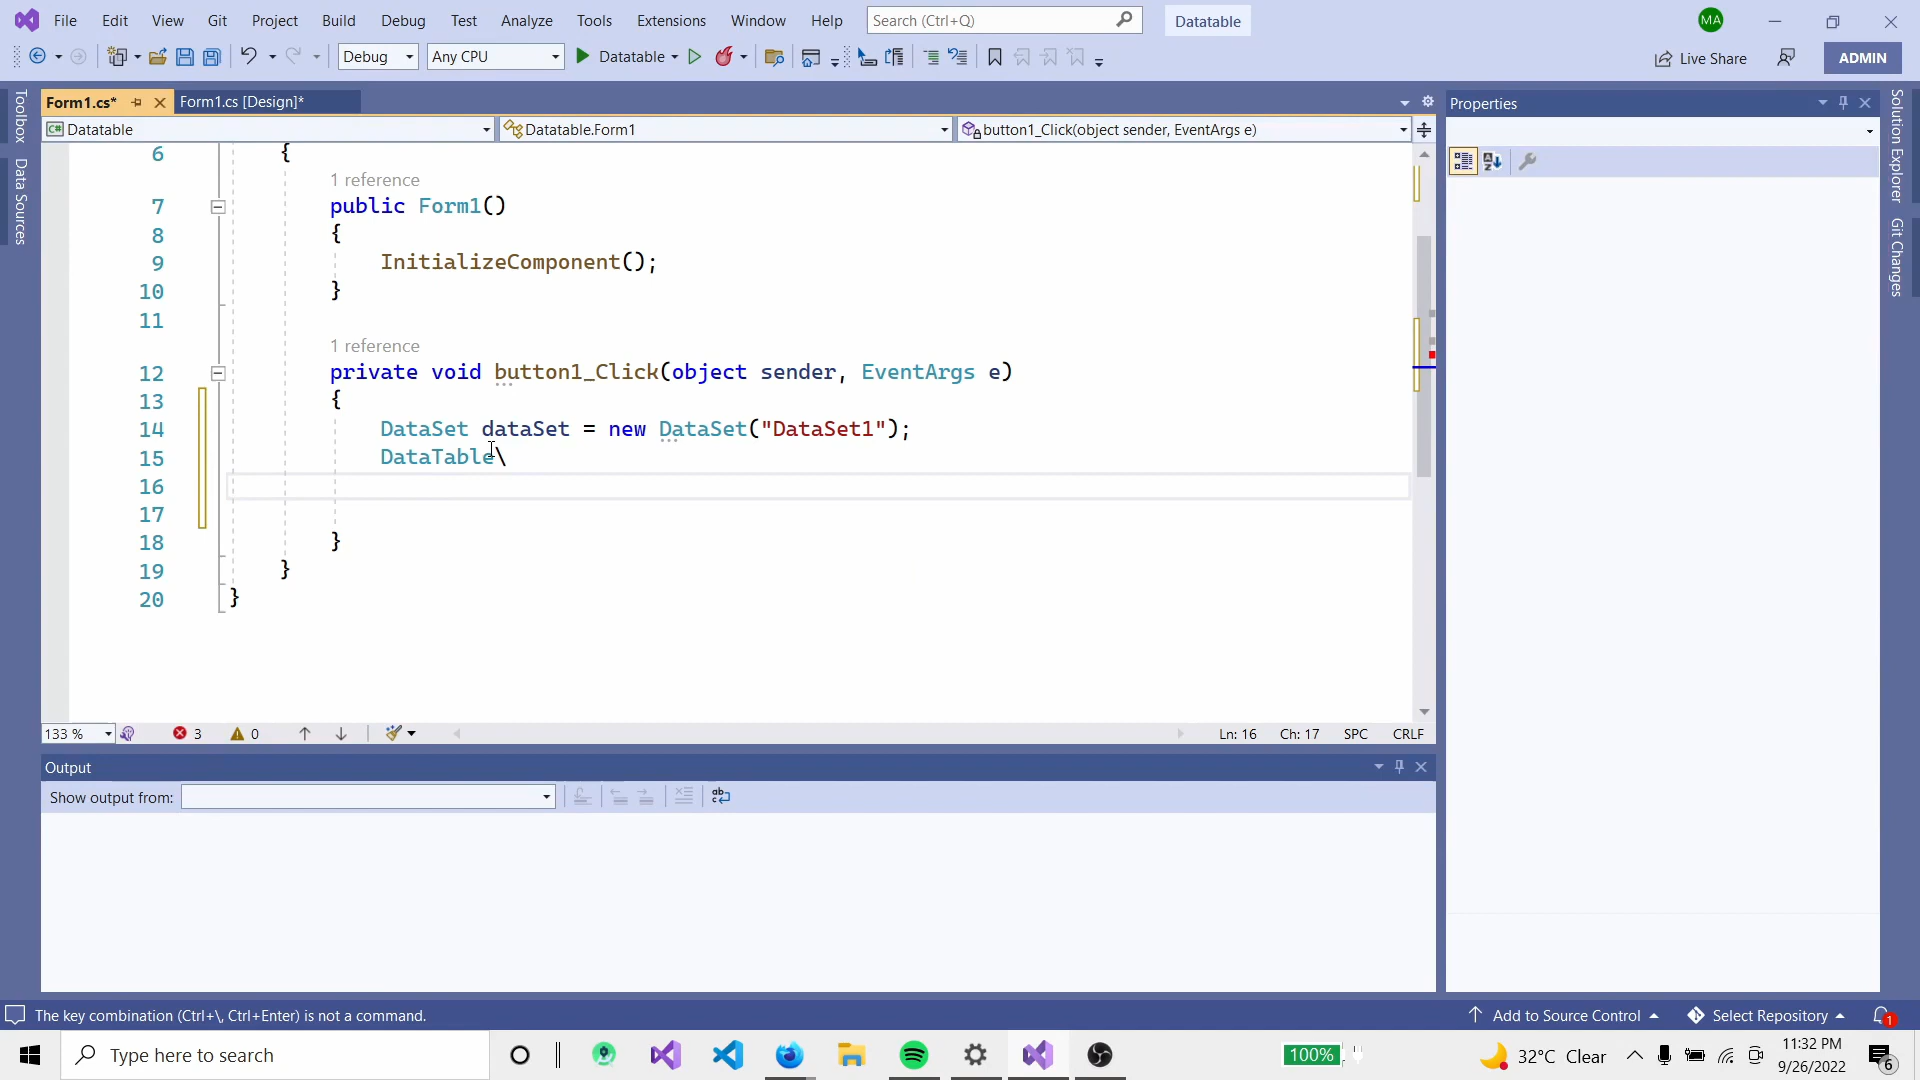 File Edit View Git Project Build Debug Test Analyze Tools Extensions Window Help Search (Ctrl+Q) Datatable MA
Debug Any CPU Datatable Live Share ADMIN
Form1.cs* Form1.cs [Design]* Properties
Datatable Datatable.Form1 button1_Click(object sender, EventArgs e)
Toolbox
Data Sources
6 {
1 reference
7 public Form1()
8 {
9 InitializeComponent();
10 }
11
1 reference
12 private void button1_Click(object sender, EventArgs e)
13 {
14 DataSet dataSet = new DataSet("DataSet1");
15 DataTable\
16
17
18 }
19 }
20 }
Solution Explorer
Git Changes
133 % 3 0 Ln: 16 Ch: 17 SPC CRLF
Output
Show output from:
The key combination (Ctrl+\, Ctrl+Enter) is not a command. Add to Source Control Select Repository 1
Type here to search 100% 32°C Clear 11:32 PM
9/26/2022 6